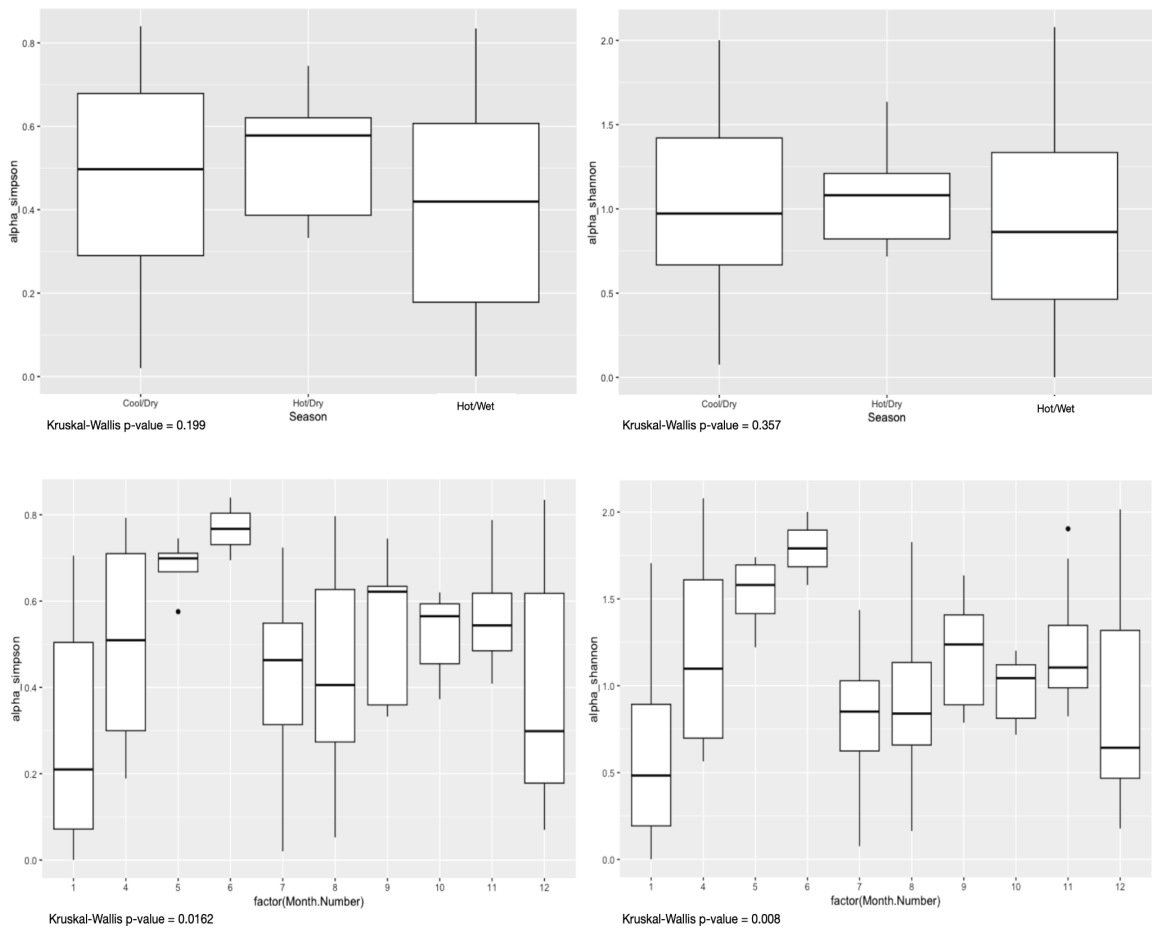 0.8
0.6
0.4
0.2
0.0
alpha_simpson
Cool/Dry
Hot/Dry
Hot/Wet
Season
Kruskal-Wallis p-value = 0.199
2.0
1.5
1.0
0.5
0.0
alpha_shannon
Cool/Dry
Hot/Dry
Hot/Wet
Season
Kruskal-Wallis p-value = 0.357
0.8
0.6
0.4
0.2
0.0
alpha_simpson
1 4 5 6 7 8 9 10 11 12
factor(Month.Number)
Kruskal-Wallis p-value = 0.0162
2.0
1.5
1.0
0.5
0.0
alpha_shannon
1 4 5 6 7 8 9 10 11 12
factor(Month.Number)
Kruskal-Wallis p-value = 0.008